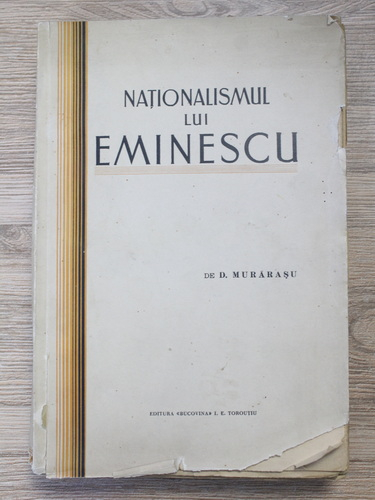 NAȚIONALISMUL
LUI
EMINESCU
DE D. MURĂRAȘU
EDITURA «BUCOVINA» I. E. TOROUȚIU